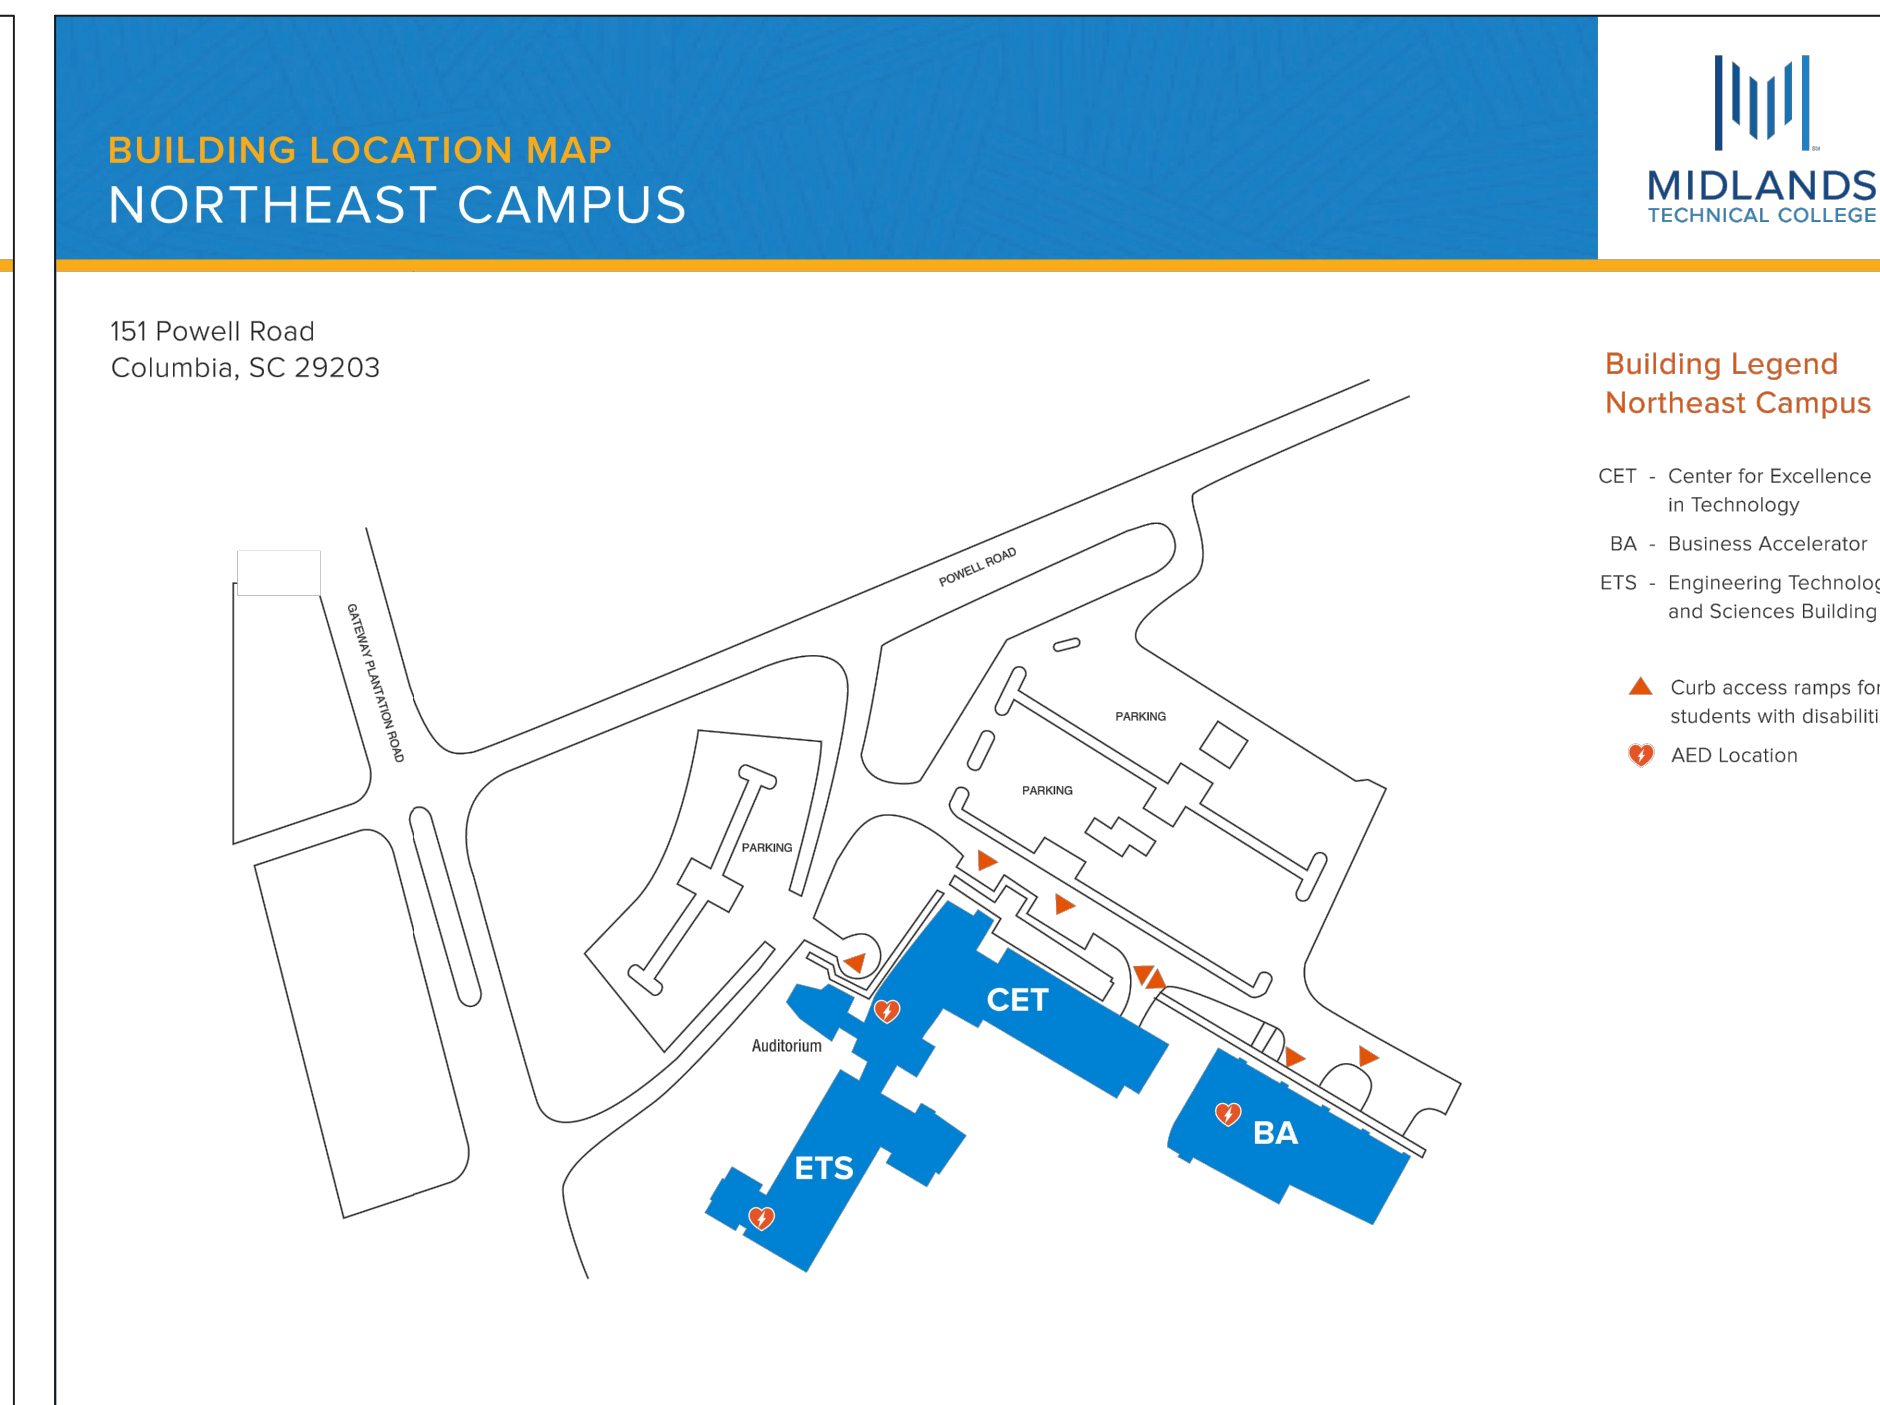 BUILDING LOCATION MAP
NORTHEAST CAMPUS
SM
MIDLANDS
TECHNICAL COLLEGE
151 Powell Road
Columbia, SC 29203
Building Legend
Northeast Campus
CET - Center for Excellence
in Technology
BA - Business Accelerator
ETS - Engineering Technolog
and Sciences Building
Curb access ramps for
students with disabiliti
AED Location
POWELL ROAD
GATEWAY PLANTATION ROAD
PARKING
PARKING
PARKING
CET
Auditorium
BA
ETS